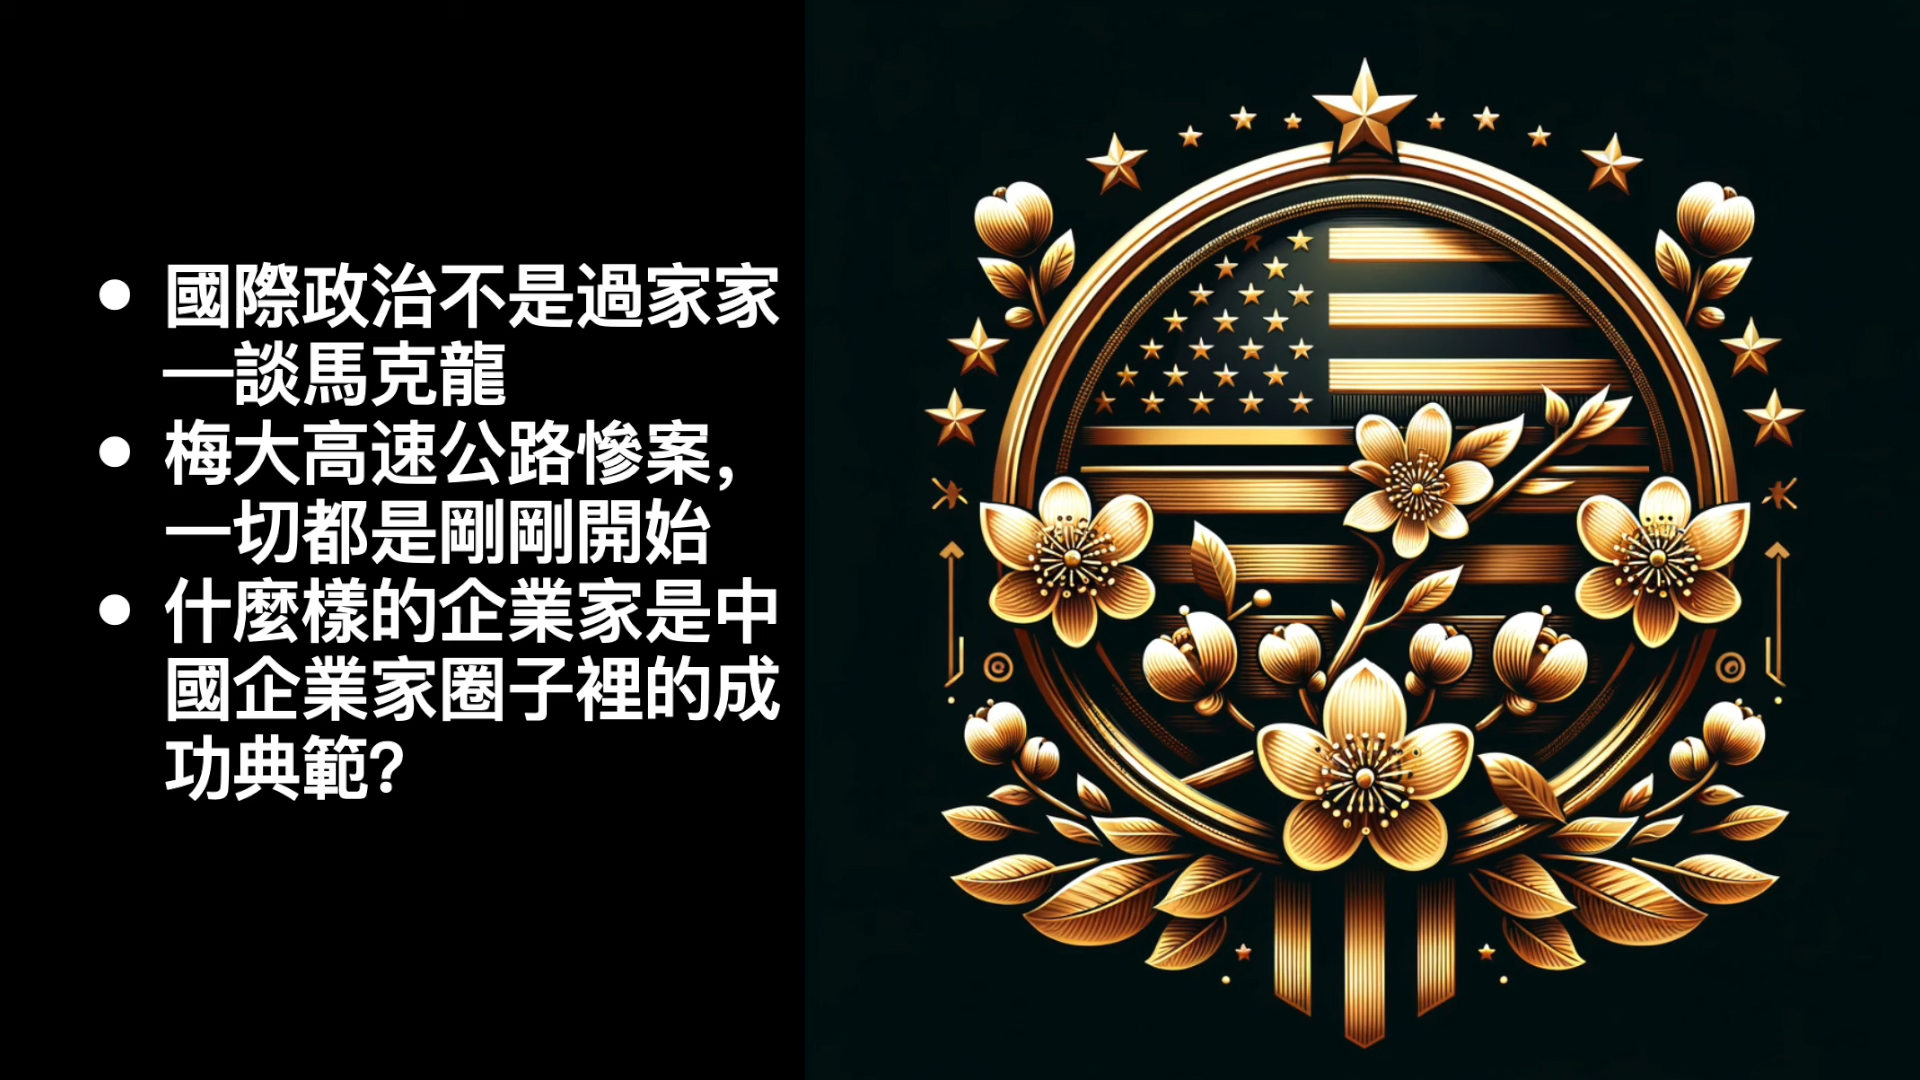 • 國際政治不是過家家
—談馬克龍
• 梅大高速公路慘案,
一切都是剛剛開始
• 什麼樣的企業家是中
國企業家圈子裡的成
功典範?